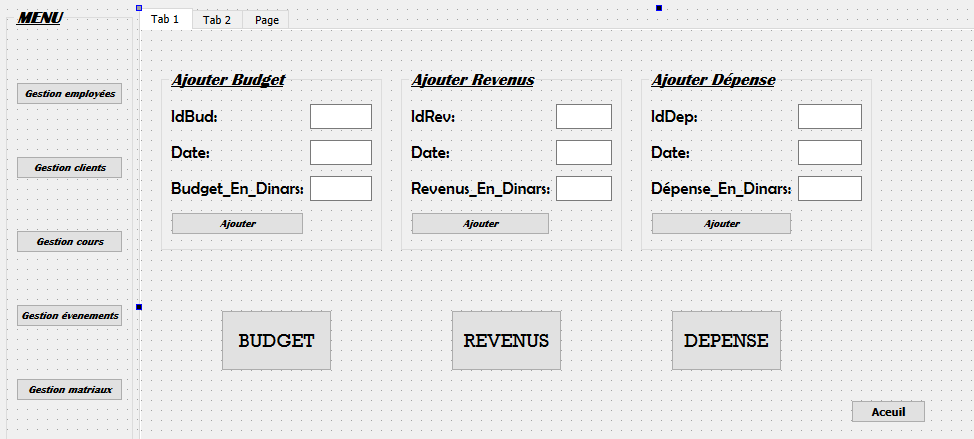 MENU
Gestion employées
Gestion clients
Gestion cours
Gestion évenements
Gestion matriaux
Tab 1
Tab 2
Page
Ajouter Budget
IdBud:
Date:
Budget_En_Dinars:
Ajouter
Ajouter Revenus
IdRev:
Date:
Revenus_En_Dinars:
Ajouter
Ajouter Dépense
IdDep:
Date:
Dépense_En_Dinars:
Ajouter
BUDGET
REVENUS
DEPENSE
Aceuil